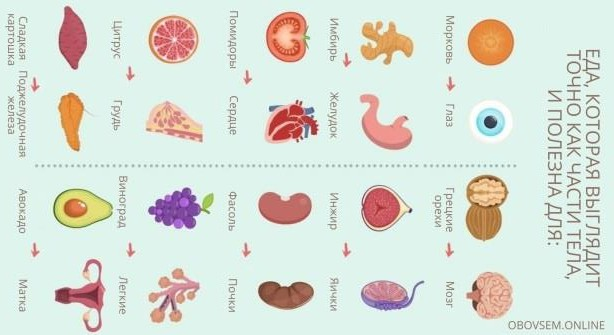 ЕДА, КОТОРАЯ ВЫГЛЯДИТ
ТОЧНО КАК ЧАСТИ ТЕЛА,
И ПОЛЕЗНА ДЛЯ:
Морковь
Глаз
Имбирь
Желудок
Помидоры
Сердце
Цитрус
Грудь
Сладкая
картошка
Поджелудочная
железа
Грецкие
орехи
Мозг
Инжир
Яички
Фасоль
Почки
Виноград
Легкие
Авокадо
Матка
OBOVSEM.ONLINE